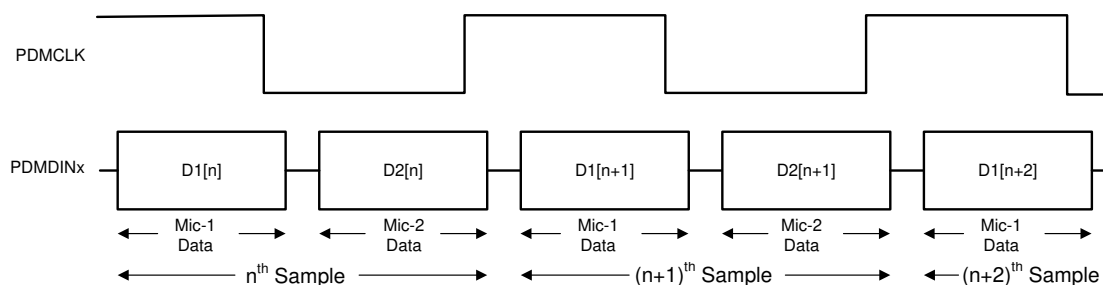 PDMCLK
PDMDINx
D1[n]
D2[n]
D1[n+1]
D2[n+1]
D1[n+2]
Mic-1
Data
Mic-2
Data
Mic-1
Data
Mic-2
Data
Mic-1
Data
nth Sample
(n+1)th Sample
(n+2)th Sample